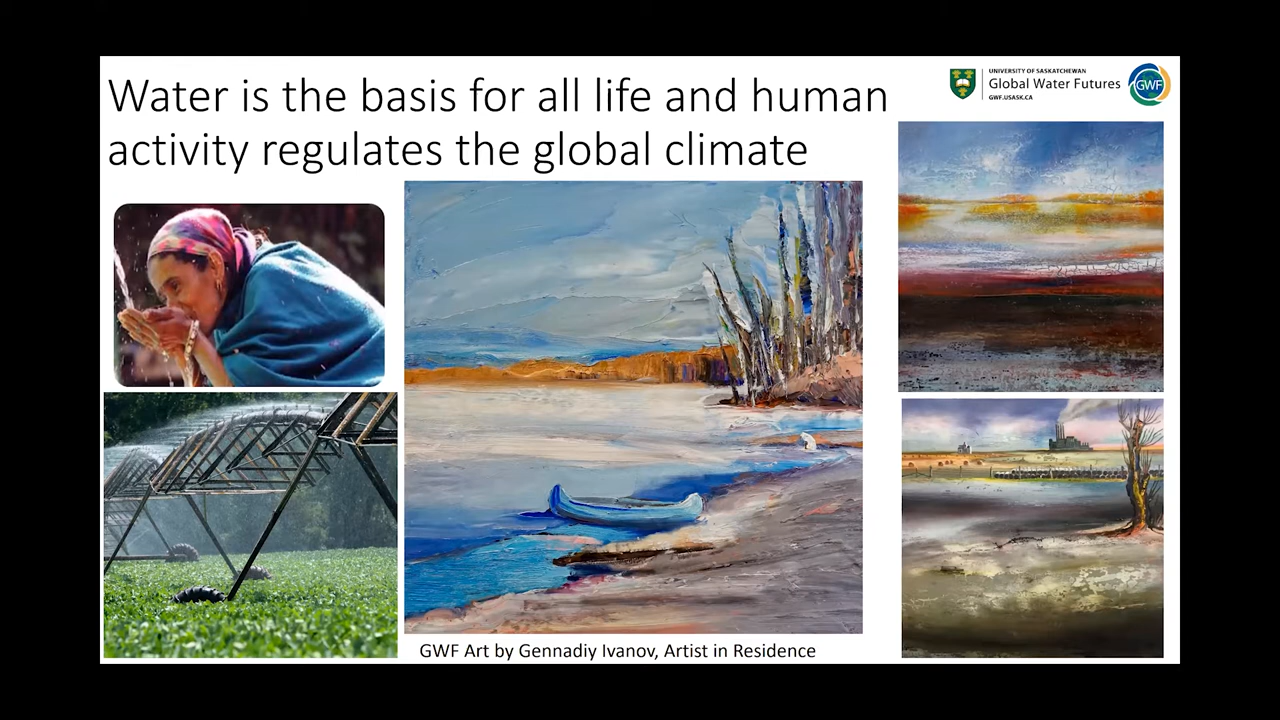 Water is the basis for all life and human
activity regulates the global climate
UNIVERSITY OF SASKATCHEWAN
Global Water Futures
GWF.USASK.CA
GWF
GWF Art by Gennadiy Ivanov, Artist in Residence